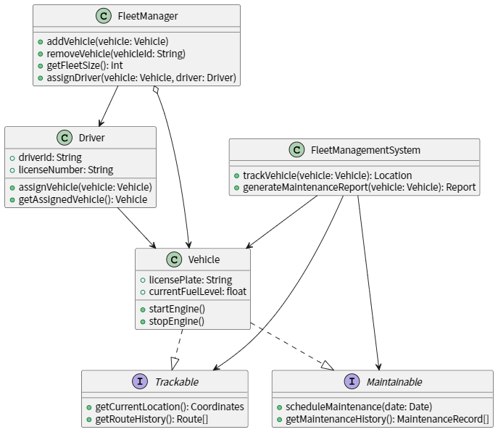 C FleetManager
addVehicle(vehicle: Vehicle)
removeVehicle(vehicleId: String)
getFleetSize(): int
assignDriver(vehicle: Vehicle, driver: Driver)
C Driver
driverId: String
licenseNumber: String
assignVehicle(vehicle: Vehicle)
getAssignedVehicle(): Vehicle
C FleetManagementSystem
trackVehicle(vehicle: Vehicle): Location
generateMaintenanceReport(vehicle: Vehicle): Report
C Vehicle
licensePlate: String
currentFuelLevel: float
startEngine()
stopEngine()
I Trackable
getCurrentLocation(): Coordinates
getRouteHistory(): Route[]
I Maintainable
scheduleMaintenance(date: Date)
getMaintenanceHistory(): MaintenanceRecord[]